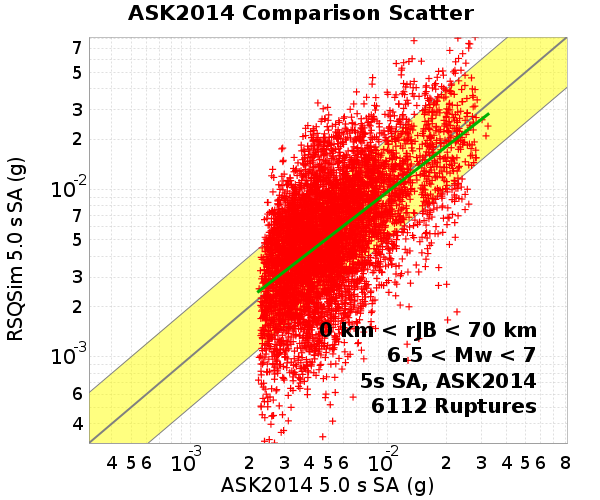 ASK2014 Comparison Scatter
RSQSim 5.0 s SA (g)
7
5
3
2
10-2
7
5
3
2
10-3
6
4
0 km < rJB < 70 km
6.5 < Mw < 7
5s SA, ASK2014
6112 Ruptures
4 5 6 10-3 2 3 4 5 6 10-2 2 3 4 5 6 8
ASK2014 5.0 s SA (g)